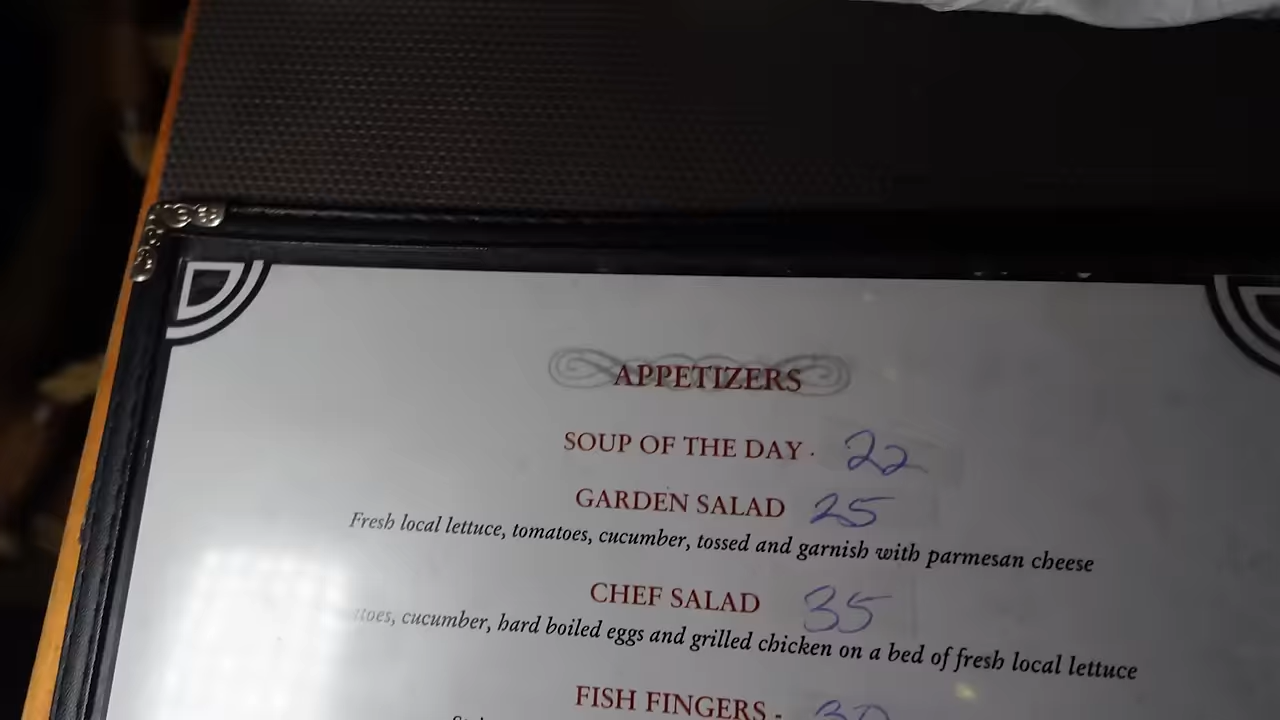 APPETIZERS
SOUP OF THE DAY · 22
GARDEN SALAD 25
Fresh local lettuce, tomatoes, cucumber, tossed and garnish with parmesan cheese
CHEF SALAD 35
cucumber, hard boiled eggs and grilled chicken on a bed of fresh local lettuce
FISH FINGERS - 30